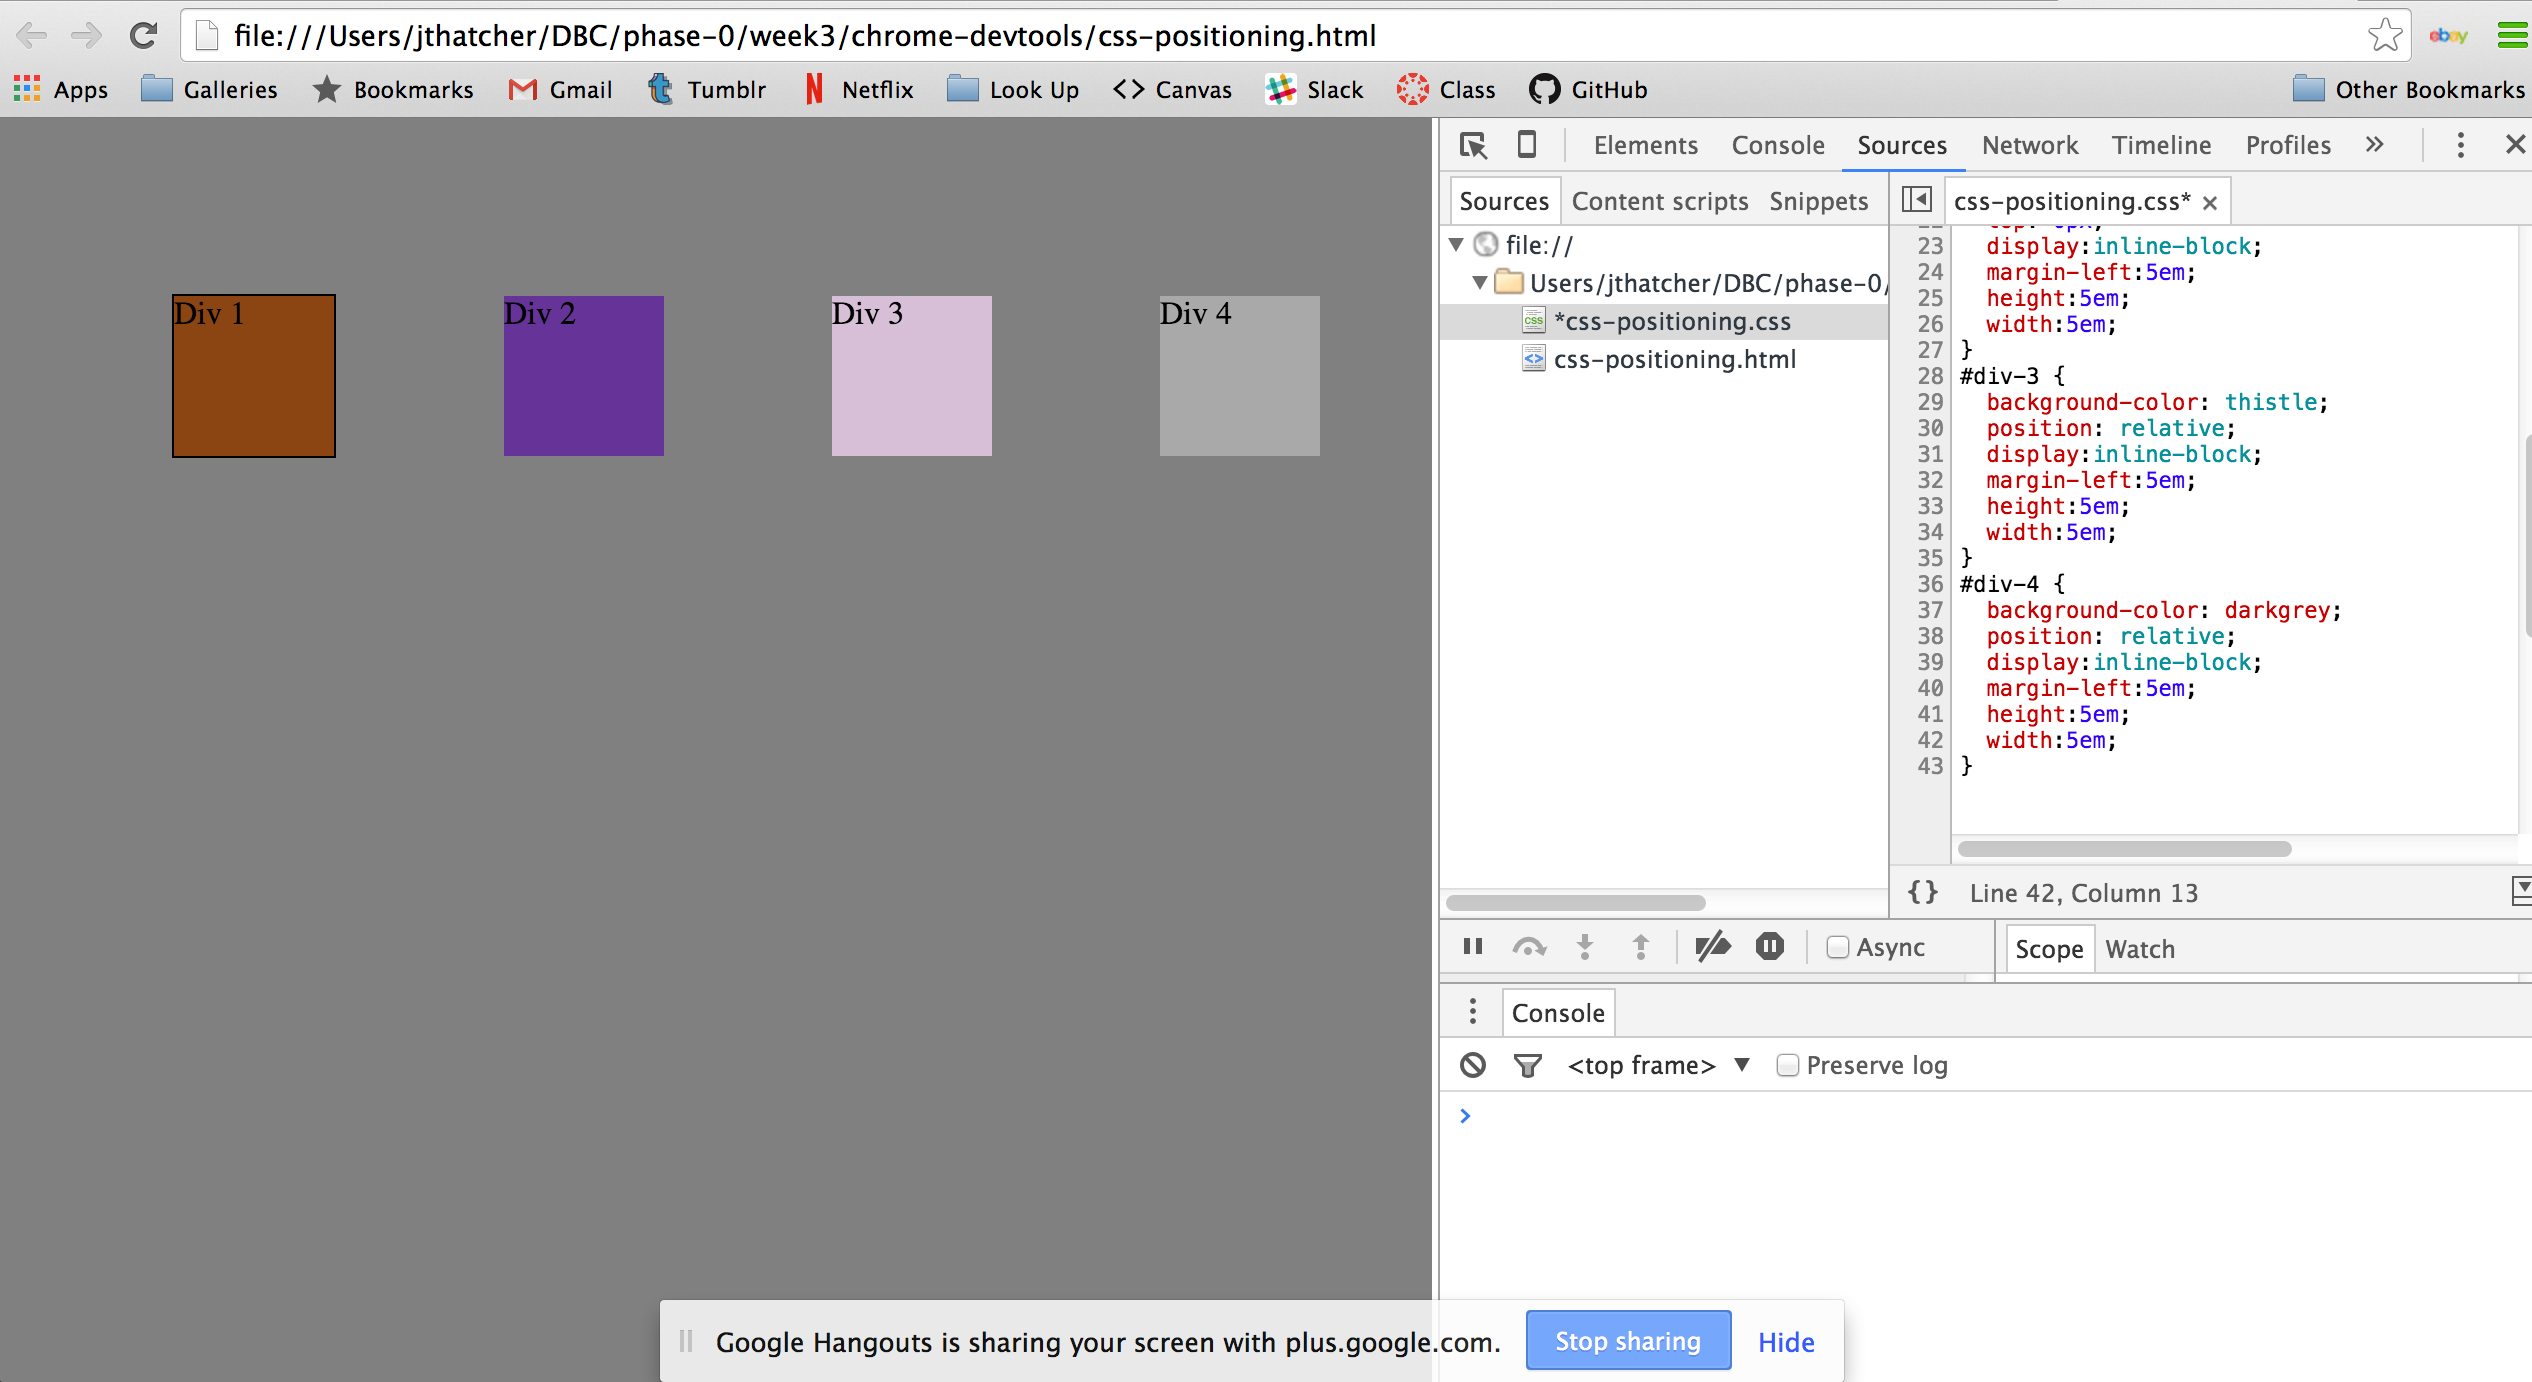 file:///Users/jthatcher/DBC/phase-0/week3/chrome-devtools/css-positioning.html
ebay
Apps Galleries Bookmarks Gmail Tumblr Netflix Look Up Canvas Slack Class GitHub Other Bookmarks
Elements Console Sources Network Timeline Profiles
Sources Content scripts Snippets
css-positioning.css*
file://
Users/jthatcher/DBC/phase-0/
*css-positioning.css
css-positioning.html
Div 1
Div 2
Div 3
Div 4
23 display:inline-block;
24 margin-left:5em;
25 height:5em;
26 width:5em;
27 }
28 #div-3 {
29 background-color: thistle;
30 position: relative;
31 display:inline-block;
32 margin-left:5em;
33 height:5em;
34 width:5em;
35 }
36 #div-4 {
37 background-color: darkgrey;
38 position: relative;
39 display:inline-block;
40 margin-left:5em;
41 height:5em;
42 width:5em;
43 }
{} Line 42, Column 13
Async
Scope Watch
Console
<top frame> Preserve log
>
Google Hangouts is sharing your screen with plus.google.com. Stop sharing Hide